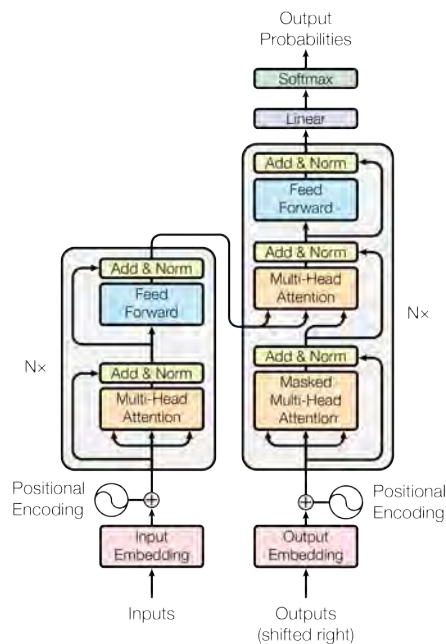 Output
Probabilities
Softmax
Linear
Add & Norm
Feed
Forward
Add & Norm
Multi-Head
Attention
Add & Norm
Masked
Multi-Head
Attention
N×
Add & Norm
Feed
Forward
N×
Add & Norm
Multi-Head
Attention
Positional
Encoding
Positional
Encoding
Input
Embedding
Output
Embedding
Inputs
Outputs
(shifted right)